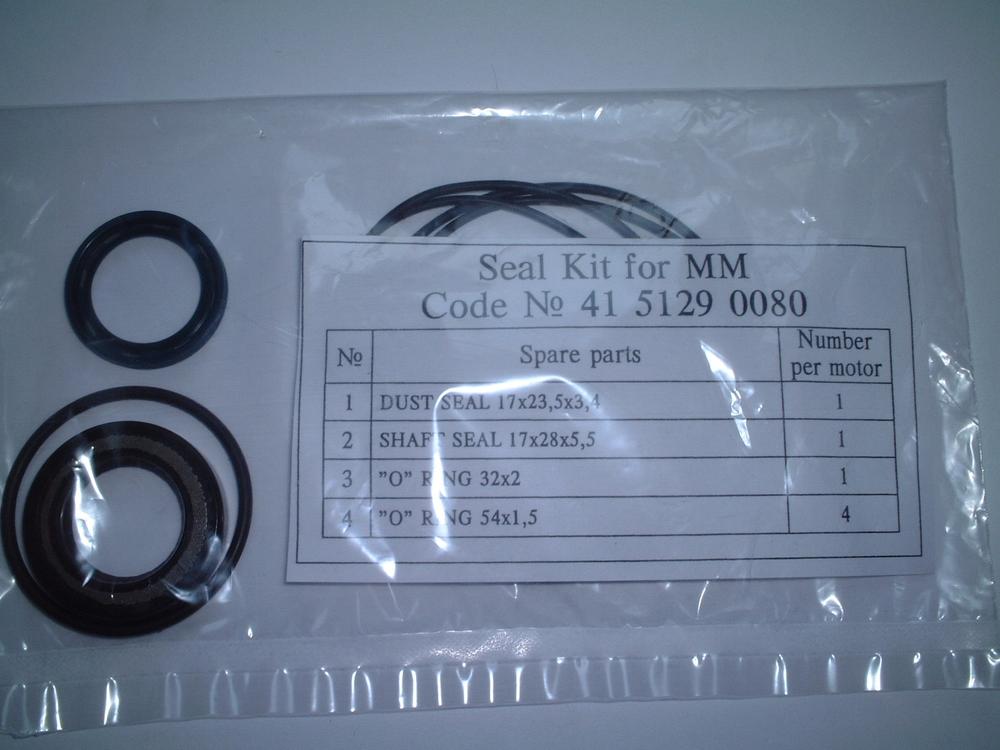 Seal Kit for MM
Code № 41 5129 0080
№ Spare parts Number per motor
1 DUST SEAL 17x23,5x3,4 1
2 SHAFT SEAL 17x28x5,5 1
3 "O" RING 32x2 1
4 "O" RING 54x1,5 4